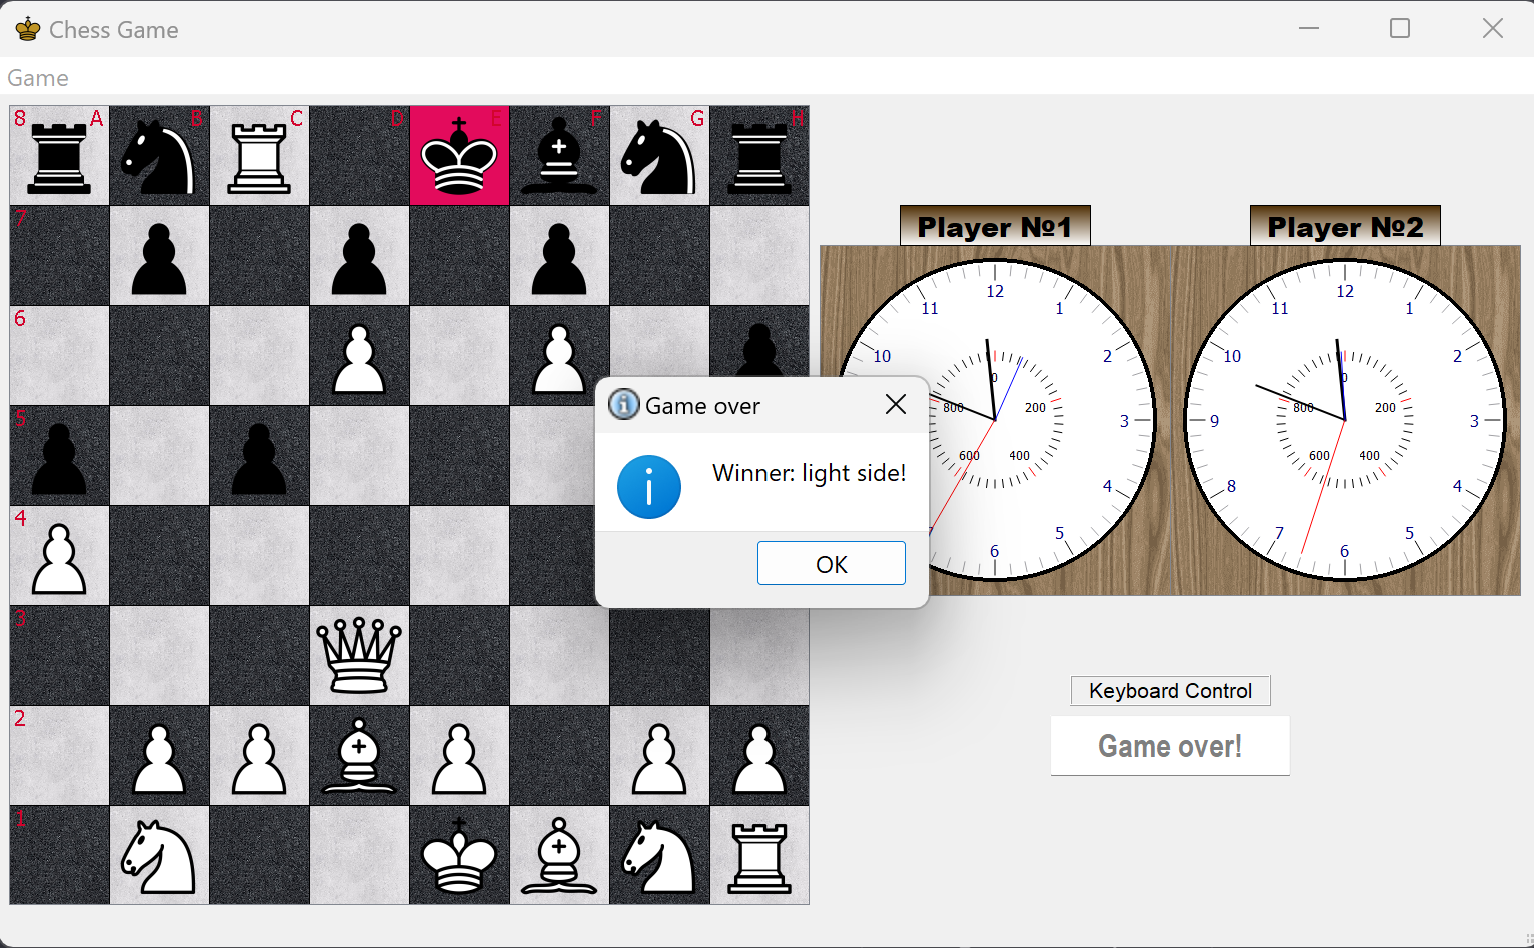 Chess Game
Game
8 A B C D E F G H
7
6
5
4
3
2
1
Player №1
Player №2
12
11 1
10 2
3
4
7 5
6
0
800 200
600 400
12
11 1
10 2
9 3
8 4
7 5
6
0
800 200
600 400
Game over
Winner: light side!
OK
Keyboard Control
Game over!